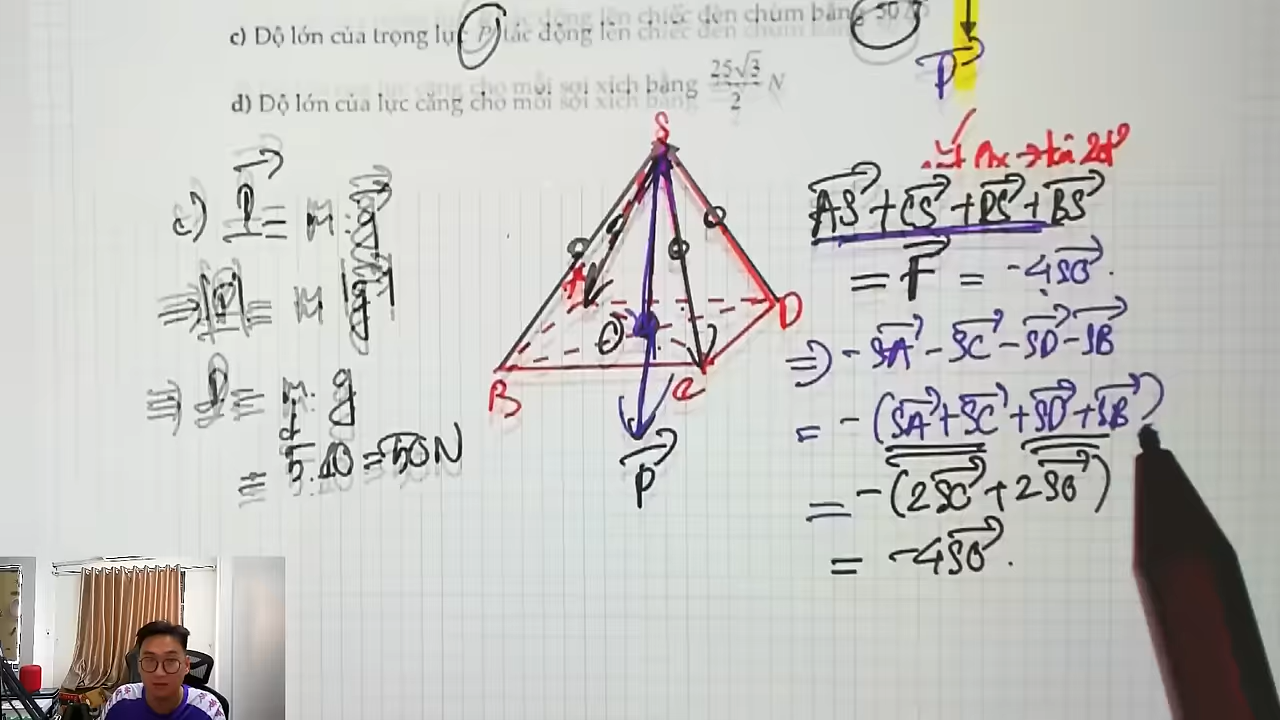 c) Độ lớn của trọng lực P tác động lên chiếc đèn chùm bằng 50
P
d) Độ lớn của lực căng cho mỗi sợi xích bằng 25√3/2 N
S
c) P = m.g
⇒ |P| = m |g|
⇒ P = m.g
= 5.10 = 50N
A
B
C
D
O
P
AS + CS + DS + BS
= F = -4SO.
⇒ -SA - SC - SD - SB
= -(SA + SC + SD + SB)
= -(2SO + 2SO)
= -4SO.